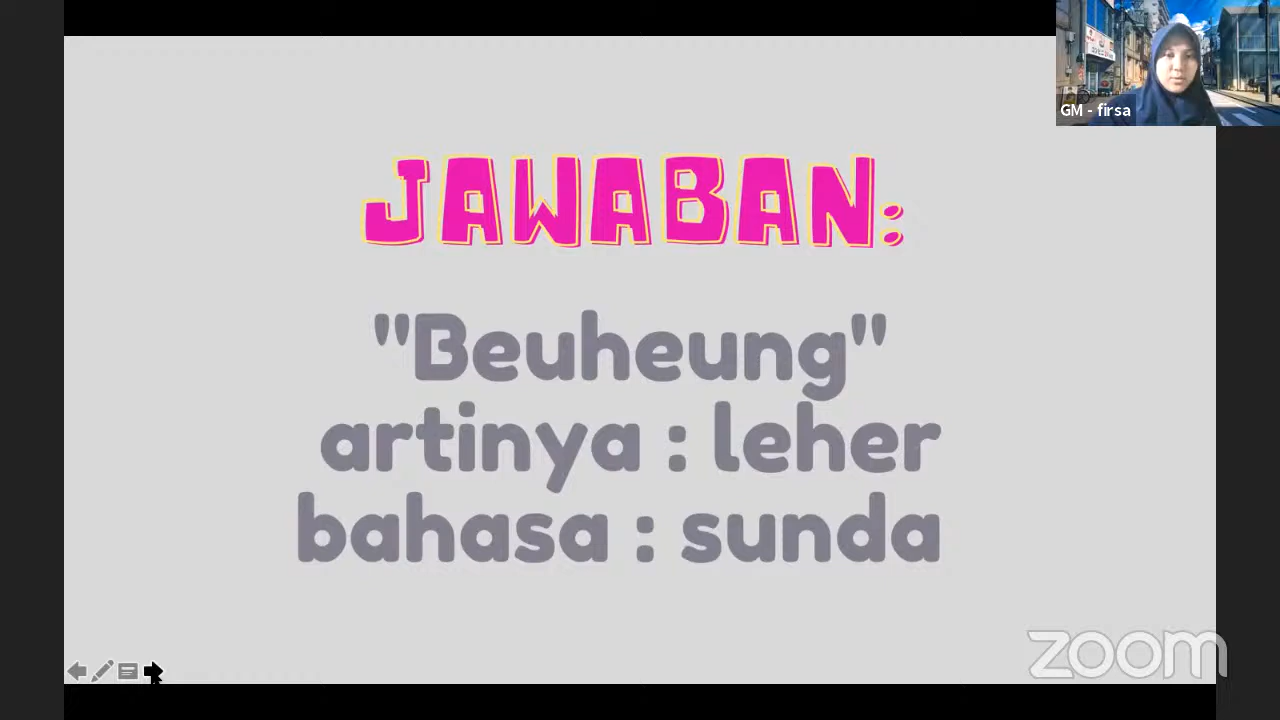 GM - firsa
JAWABAN:
"Beuheung"
artinya : leher
bahasa : sunda
zoom